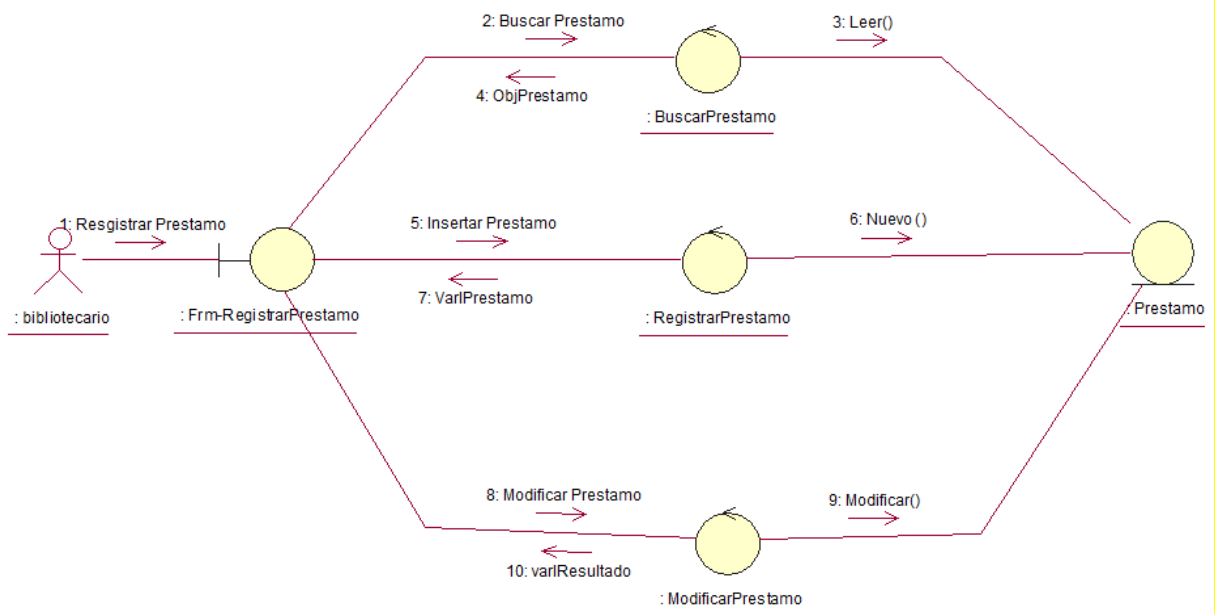 2: Buscar Prestamo
3: Leer()
4: ObjPrestamo
: BuscarPrestamo
1: Resgistrar Prestamo
5: Insertar Prestamo
6: Nuevo ()
7: VarlPrestamo
: bibliotecario
: Frm-RegistrarPrestamo
: RegistrarPrestamo
: Prestamo
8: Modificar Prestamo
9: Modificar()
10: varlResultado
: ModificarPrestamo